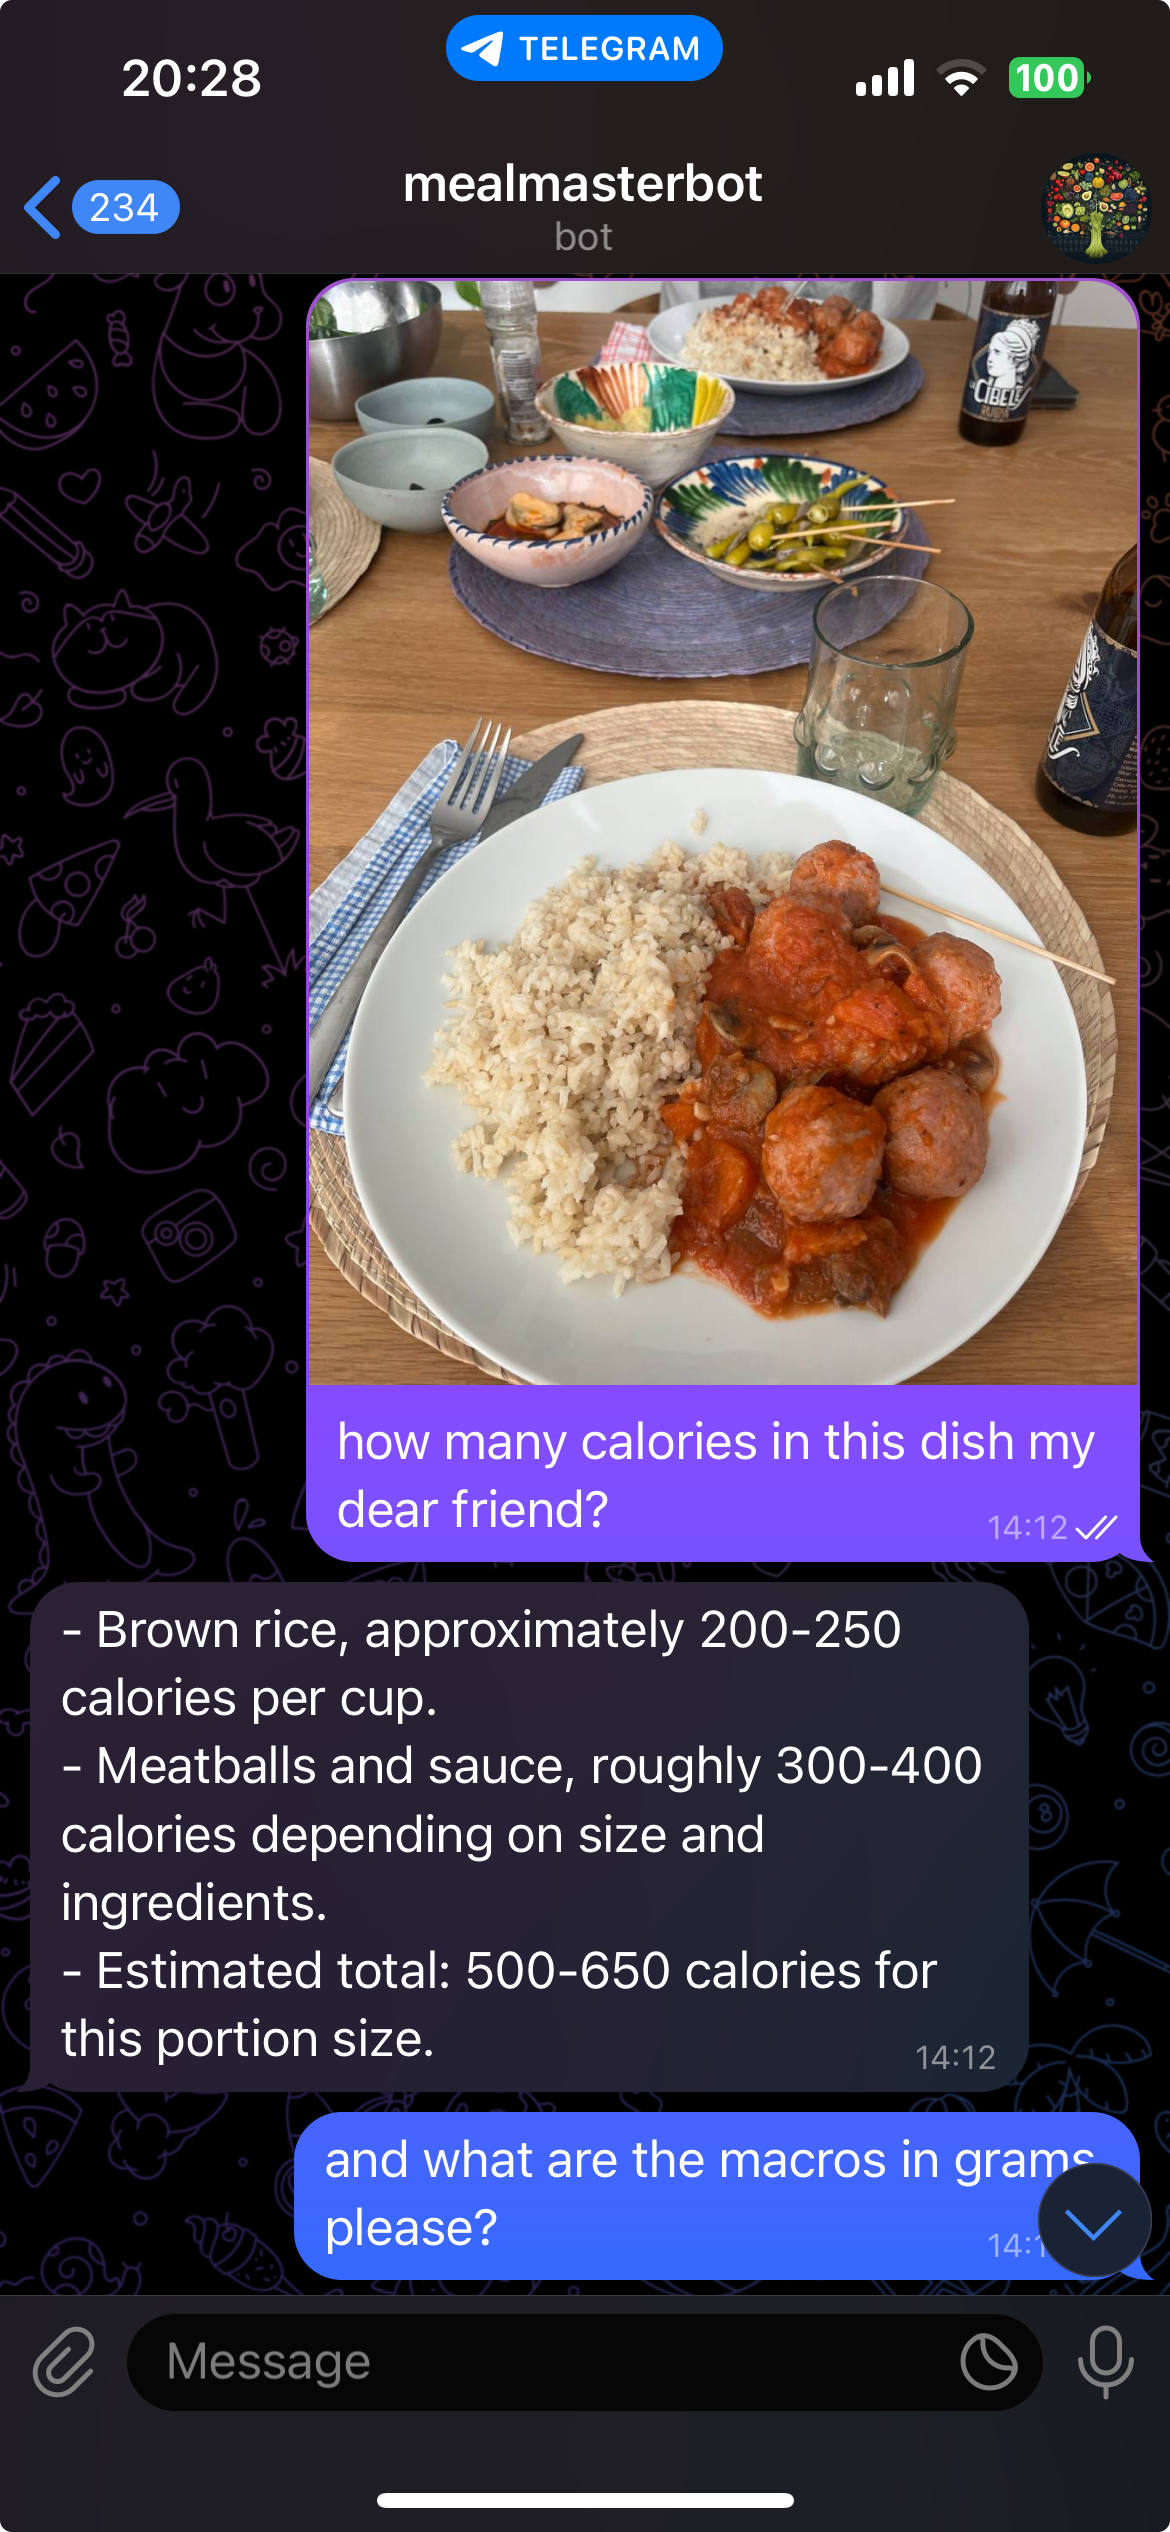 20:28
TELEGRAM
100
234
mealmasterbot
bot
CIBELES
RUBIA
how many calories in this dish my
dear friend?
14:12
- Brown rice, approximately 200-250
calories per cup.
- Meatballs and sauce, roughly 300-400
calories depending on size and
ingredients.
- Estimated total: 500-650 calories for
this portion size.
14:12
and what are the macros in grams
please?
Message